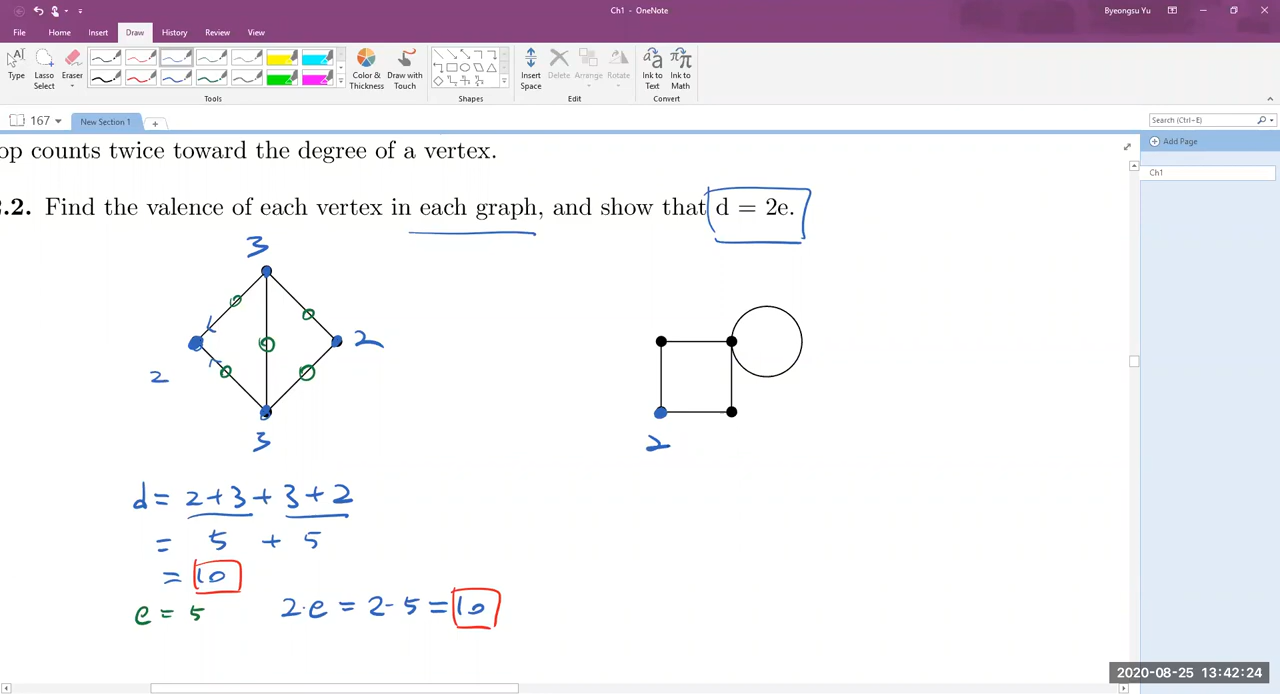 Ch1 - OneNote
Byeongsu Yu
File Home Insert Draw History Review View
Type
Lasso Select
Eraser
Color & Thickness
Draw with Touch
Insert Space
Delete
Arrange
Rotate
Ink to Text
Ink to Math
Tools
Shapes
Edit
Convert
167
New Section 1
Search (Ctrl+E)
Add Page
Ch1
op counts twice toward the degree of a vertex.
.2. Find the valence of each vertex in each graph, and show that d = 2e.
3
2
2
3
2
d = 2 + 3 + 3 + 2
= 5 + 5
= 10
e = 5 2·e = 2·5 = 10
2020-08-25 13:42:24